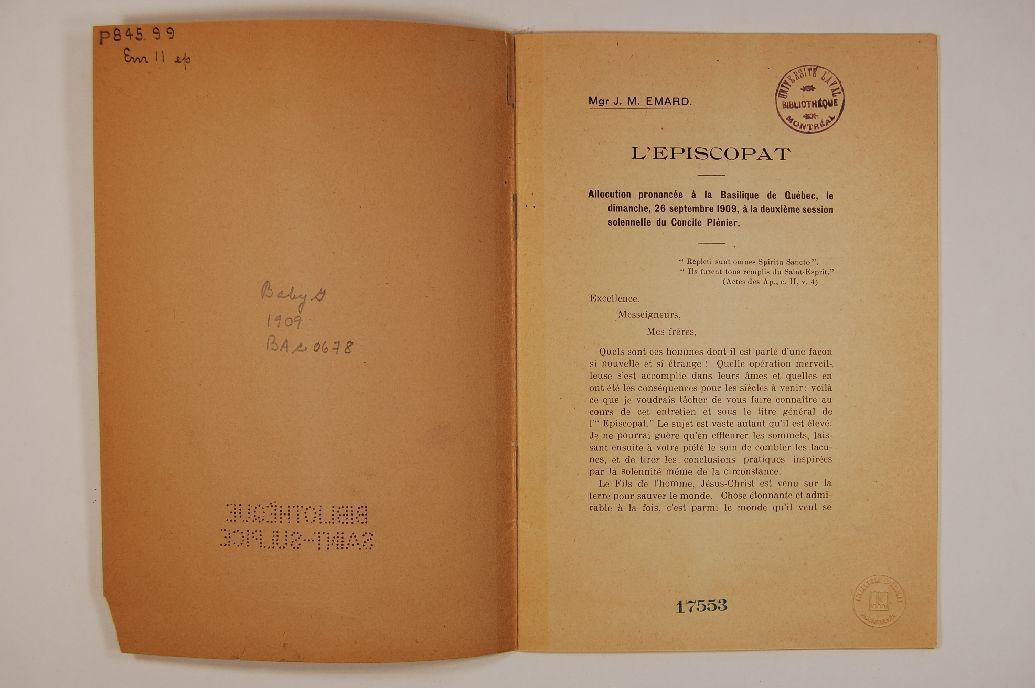 P845.99
Em 11 ep
Baby G
1909
BAc 0678
BIBLIOTHÈQUE
SAINT-SULPICE
UNIVERSITÉ LAVAL
BIBLIOTHÈQUE
MONTRÉAL
Mgr J. M. EMARD.
L'EPISCOPAT
Allocution prononcée à la Basilique de Québec, le
dimanche, 26 septembre 1909, à la deuxième session
solennelle du Concile Plénier.
" Repleti sunt omnes Spiritu Sancto ".
" Ils furent tous remplis du Saint-Esprit."
(Actes des Ap., c. II, v. 4)
Excellence,
Messeigneurs,
Mes frères,
Quels sont ces hommes dont il est parlé d'une façon
si nouvelle et si étrange ! Quelle opération merveil-
leuse s'est accomplie dans leurs âmes et quelles en
ont été les conséquences pour les siècles à venir: voilà
ce que je voudrais tâcher de vous faire connaître au
cours de cet entretien et sous le titre général de
l'" Episcopat." Le sujet est vaste autant qu'il est élevé.
Je ne pourrai guère qu'en effleurer les sommets, lais-
sant ensuite à votre piété le soin de combler les lacu-
nes, et de tirer les conclusions pratiques inspirées
par la solennité même de la circonstance.
Le Fils de l'homme, Jésus-Christ est venu sur la
terre pour sauver le monde. Chose étonnante et admi-
rable à la fois, c'est parmi le monde qu'il veut se
17553